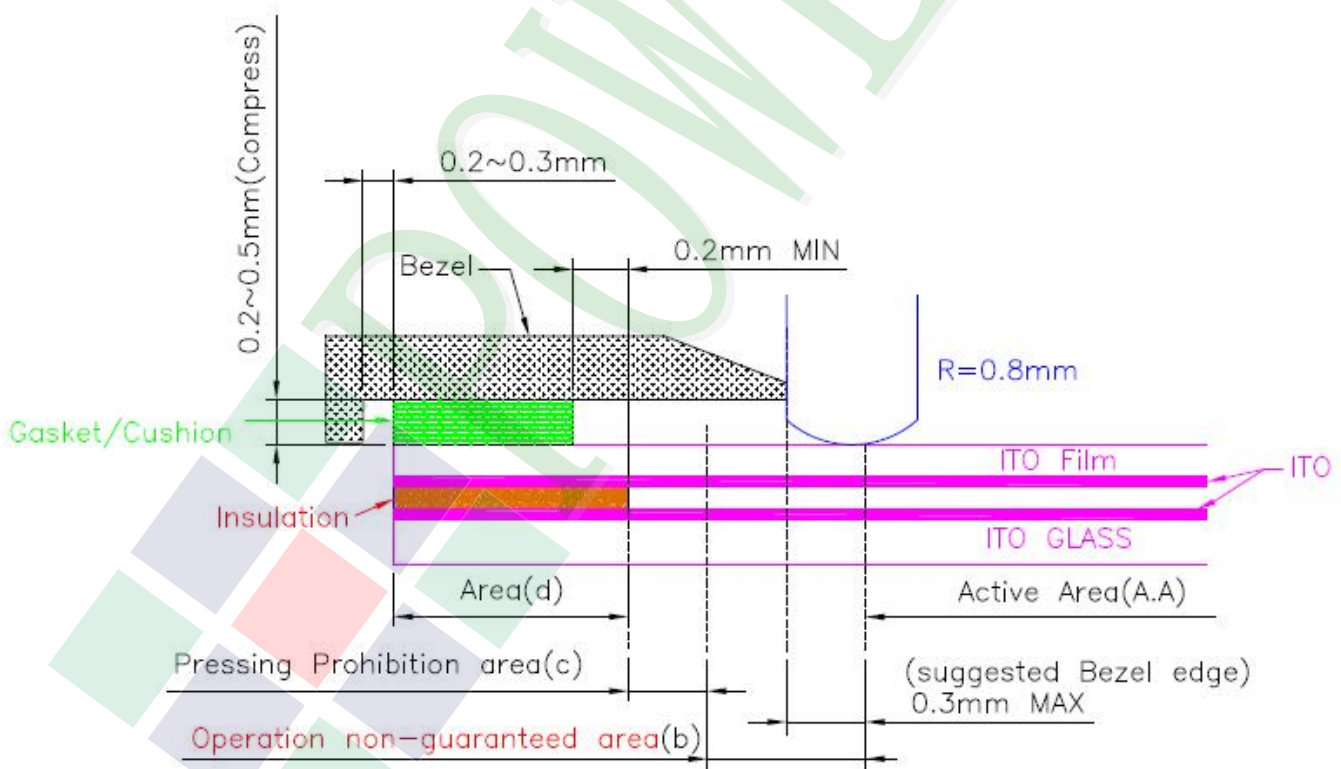 0.2~0.5mm(Compress)
0.2~0.3mm
0.2mm MIN
Bezel
R=0.8mm
Gasket/Cushion
ITO Film
ITO
Insulation
ITO GLASS
Area(d)
Active Area(A.A)
Pressing Prohibition area(c)
(suggested Bezel edge)
0.3mm MAX
Operation non-guaranteed area(b)